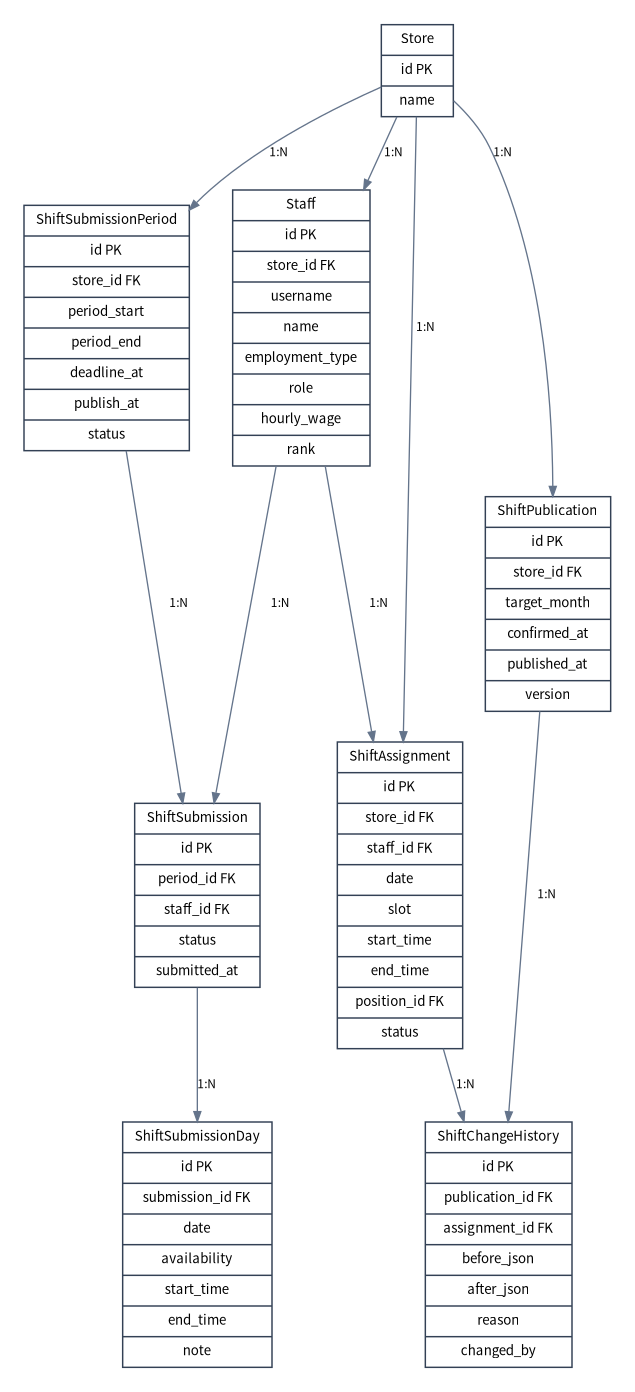 Store
id PK
name
1:N
1:N
1:N
1:N
ShiftSubmissionPeriod
id PK
store_id FK
period_start
period_end
deadline_at
publish_at
status
Staff
id PK
store_id FK
username
name
employment_type
role
hourly_wage
rank
ShiftPublication
id PK
store_id FK
target_month
confirmed_at
published_at
version
1:N
1:N
1:N
1:N
ShiftAssignment
id PK
store_id FK
staff_id FK
date
slot
start_time
end_time
position_id FK
status
ShiftSubmission
id PK
period_id FK
staff_id FK
status
submitted_at
1:N
1:N
ShiftSubmissionDay
id PK
submission_id FK
date
availability
start_time
end_time
note
ShiftChangeHistory
id PK
publication_id FK
assignment_id FK
before_json
after_json
reason
changed_by